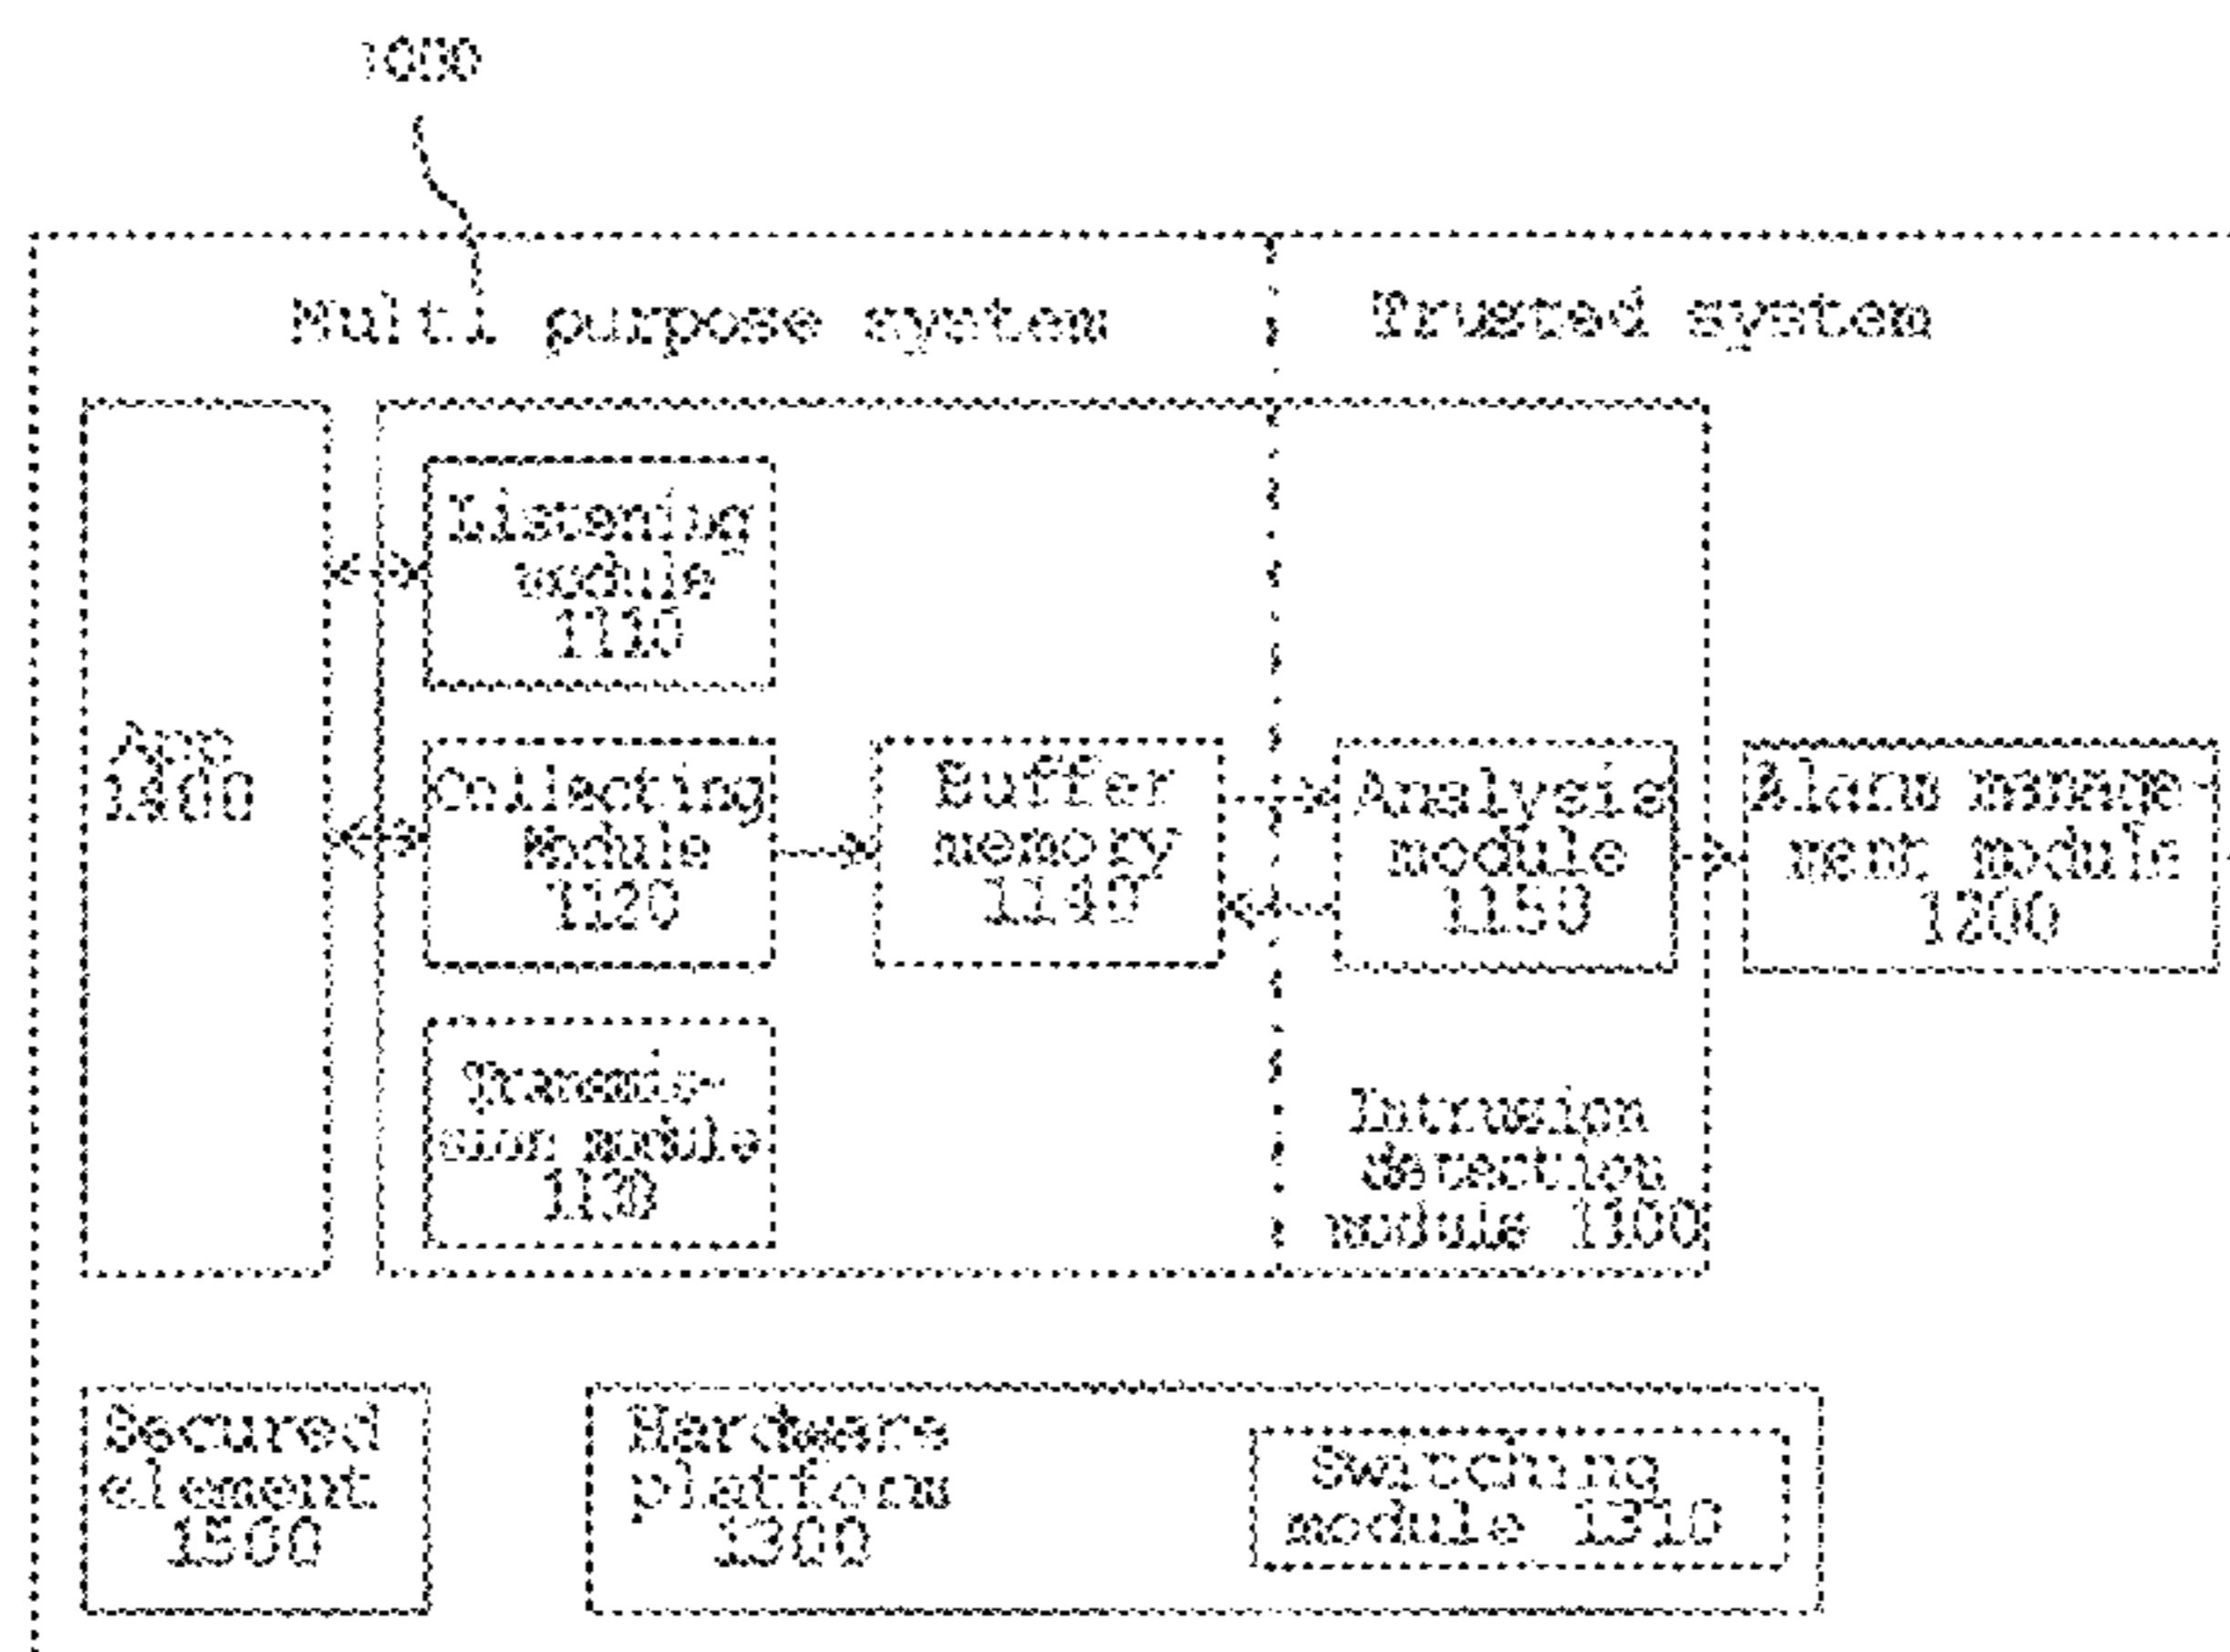 1000
Multi purpose system
Trusted system
Listening
module
1110
Apps
1400
Collecting
Module
1120
Buffer
memory
1140
Analysis
module
1150
Alarm manage-
ment module
1200
Transmis-
sion module
1130
Intrusion
detection
module 1100
Secured
element
1500
Hardware
platform
1300
Switching
module 1310